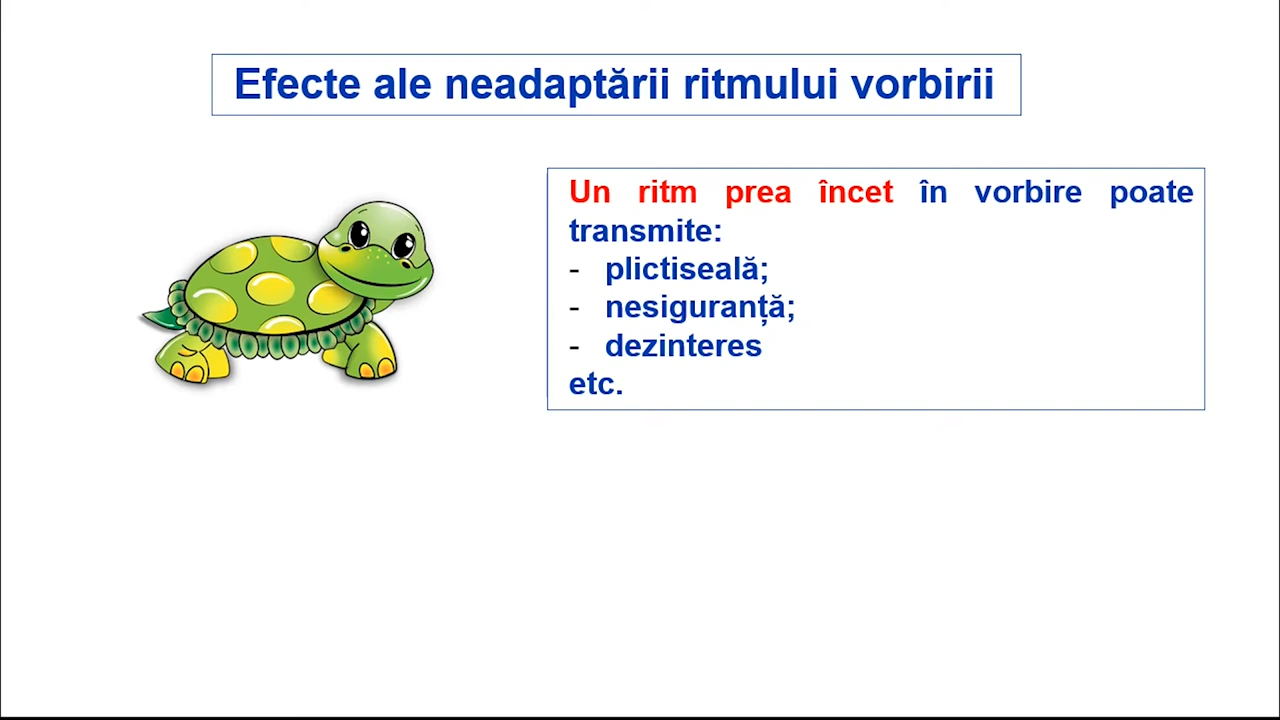 Efecte ale neadaptării ritmului vorbirii
Un ritm prea încet în vorbire poate
transmite:
- plictiseală;
- nesiguranță;
- dezinteres
etc.